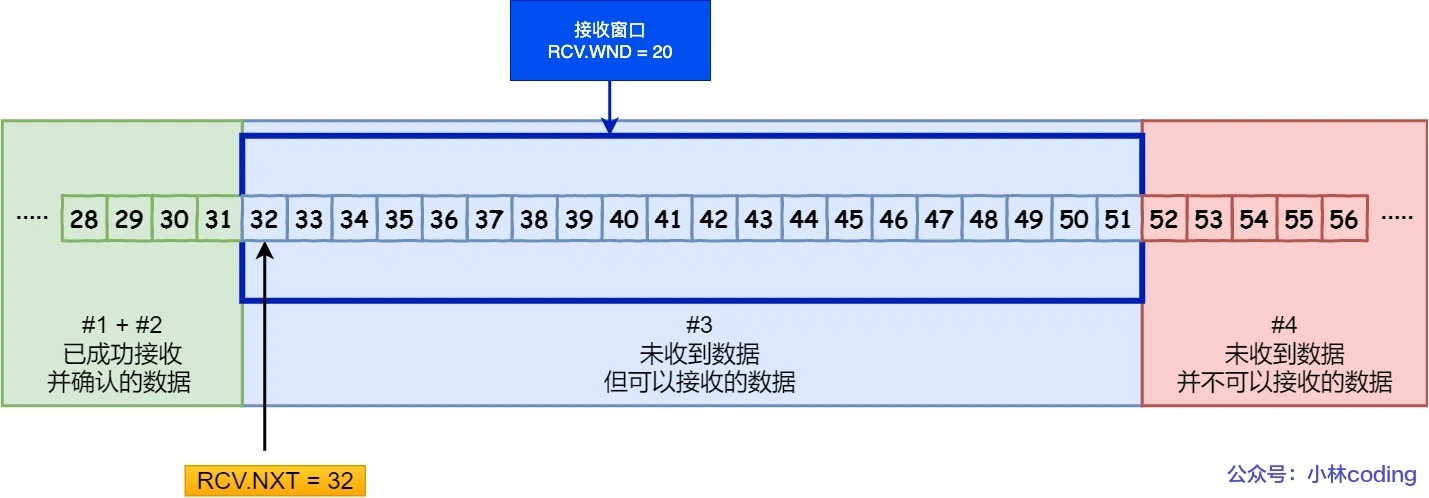 接收窗口
RCV.WND = 20
..... 28 29 30 31 32 33 34 35 36 37 38 39 40 41 42 43 44 45 46 47 48 49 50 51 52 53 54 55 56 .....
#1 + #2
已成功接收
并确认的数据
#3
未收到数据
但可以接收的数据
#4
未收到数据
并不可以接收的数据
RCV.NXT = 32
公众号：小林coding